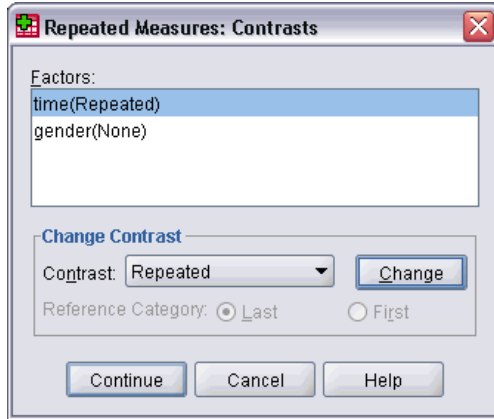 Repeated Measures: Contrasts
Factors:
time(Repeated)
gender(None)
Change Contrast
Contrast: Repeated Change
Reference Category: Last First
Continue Cancel Help